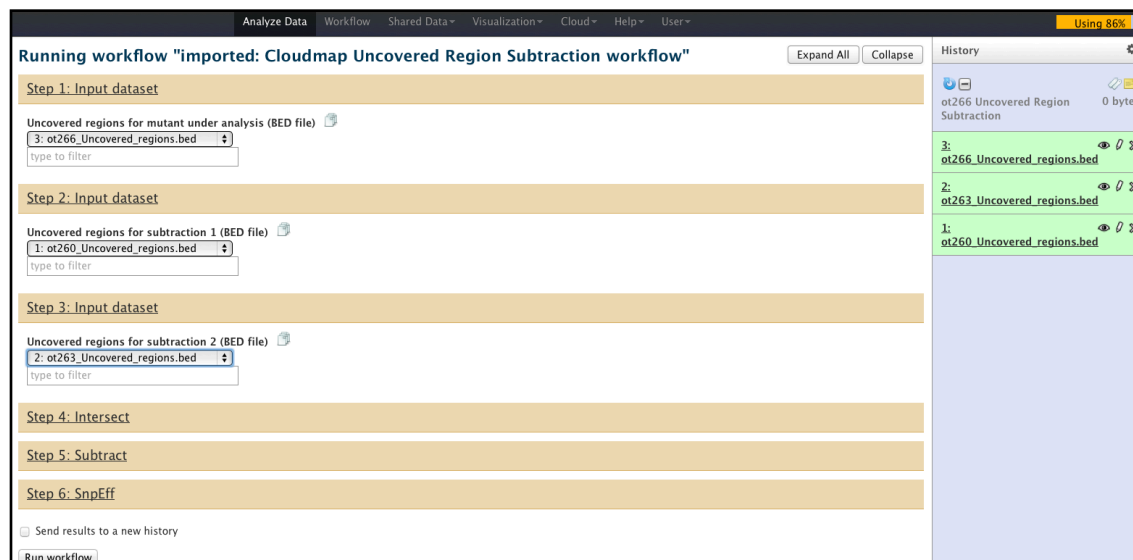 Analyze Data Workflow Shared Data Visualization Cloud Help User Using 86%
Running workflow "imported: Cloudmap Uncovered Region Subtraction workflow"
Expand All Collapse
Step 1: Input dataset
Uncovered regions for mutant under analysis (BED file)
3: ot266_Uncovered_regions.bed
type to filter
Step 2: Input dataset
Uncovered regions for subtraction 1 (BED file)
1: ot260_Uncovered_regions.bed
type to filter
Step 3: Input dataset
Uncovered regions for subtraction 2 (BED file)
2: ot263_Uncovered_regions.bed
type to filter
Step 4: Intersect
Step 5: Subtract
Step 6: SnpEff
Send results to a new history
Run workflow
History
ot266 Uncovered Region 0 byte
Subtraction
3:
ot266_Uncovered_regions.bed
2:
ot263_Uncovered_regions.bed
1:
ot260_Uncovered_regions.bed